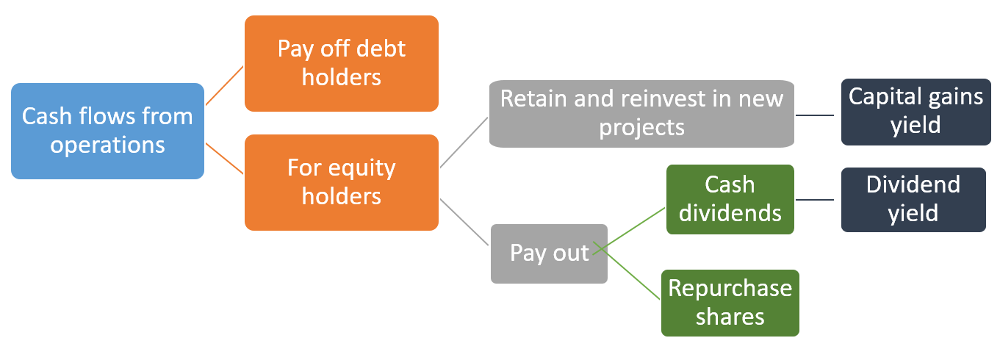 Cash flows from
operations
Pay off debt
holders
For equity
holders
Retain and reinvest in new
projects
Pay out
Cash
dividends
Repurchase
shares
Capital gains
yield
Dividend
yield